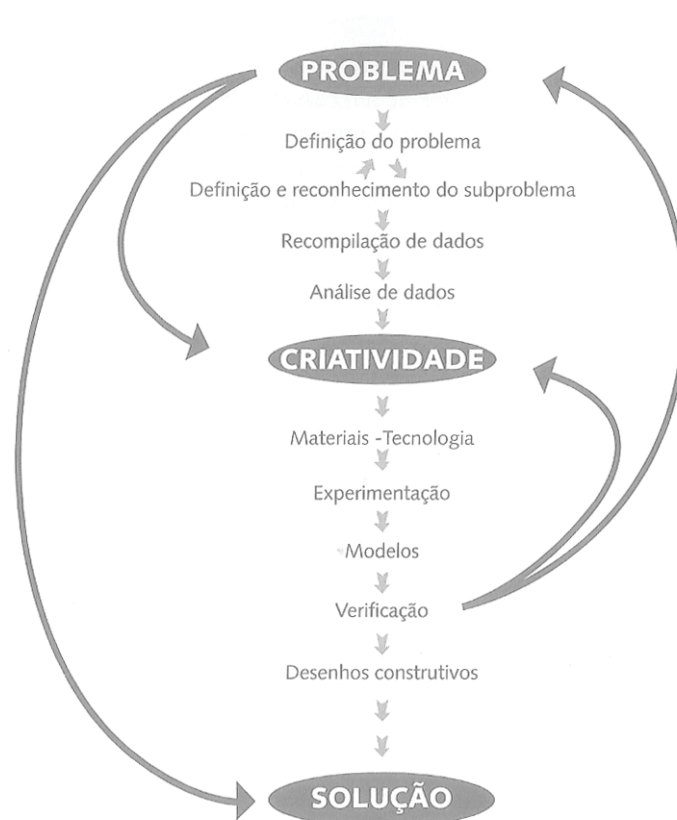 PROBLEMA
Definição do problema
Definição e reconhecimento do subproblema
Recompilação de dados
Análise de dados
CRIATIVIDADE
Materiais -Tecnologia
Experimentação
Modelos
Verificação
Desenhos construtivos
SOLUÇÃO